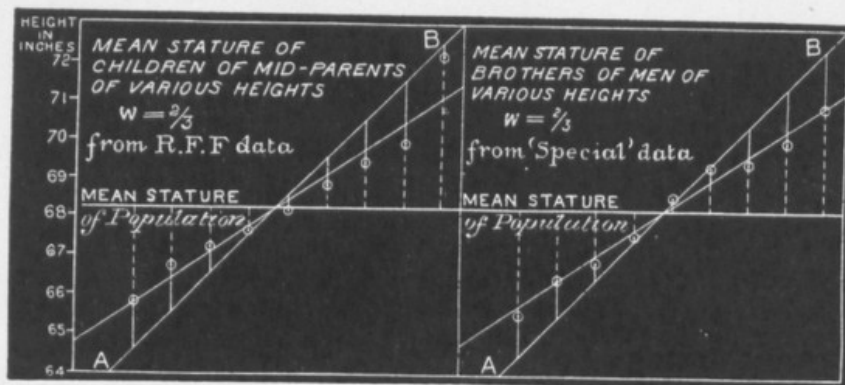 HEIGHT
IN
INCHES
72
71
70
69
68
67
66
65
64
MEAN STATURE OF
CHILDREN OF MID-PARENTS
OF VARIOUS HEIGHTS
W = 2/3
from R.F.F data
MEAN STATURE
of Population
A
B
MEAN STATURE OF
BROTHERS OF MEN OF
VARIOUS HEIGHTS
W = 2/3
from 'Special' data
MEAN STATURE
of Population
A
B